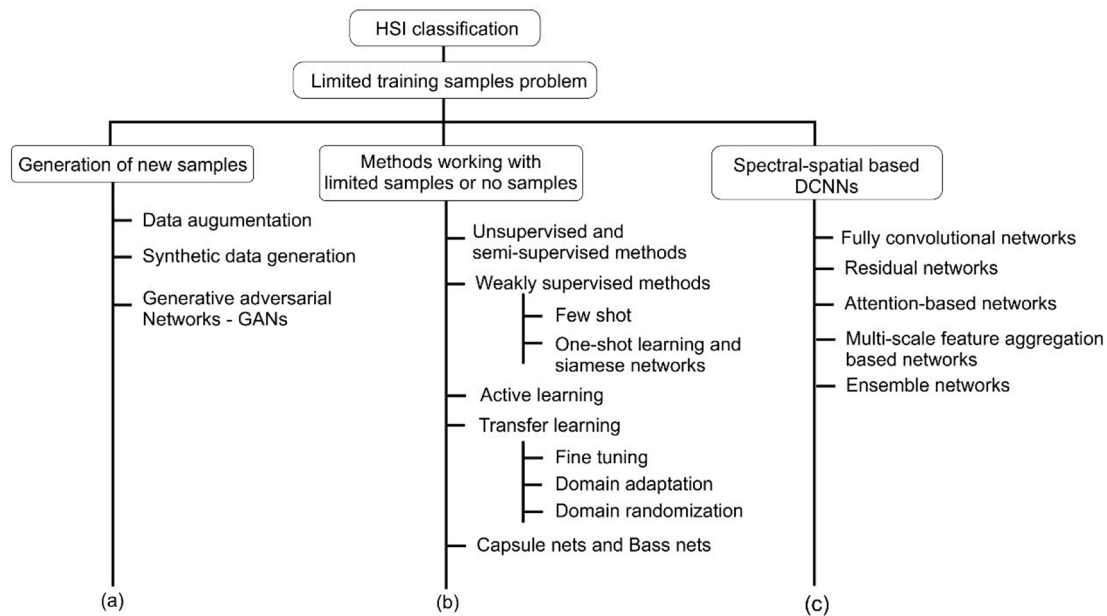 HSI classification
Limited training samples problem
Generation of new samples
Data augumentation
Synthetic data generation
Generative adversarial
Networks - GANs
(a)
Methods working with
limited samples or no samples
Unsupervised and
semi-supervised methods
Weakly supervised methods
Few shot
One-shot learning and
siamese networks
Active learning
Transfer learning
Fine tuning
Domain adaptation
Domain randomization
Capsule nets and Bass nets
(b)
Spectral-spatial based
DCNNs
Fully convolutional networks
Residual networks
Attention-based networks
Multi-scale feature aggregation
based networks
Ensemble networks
(c)